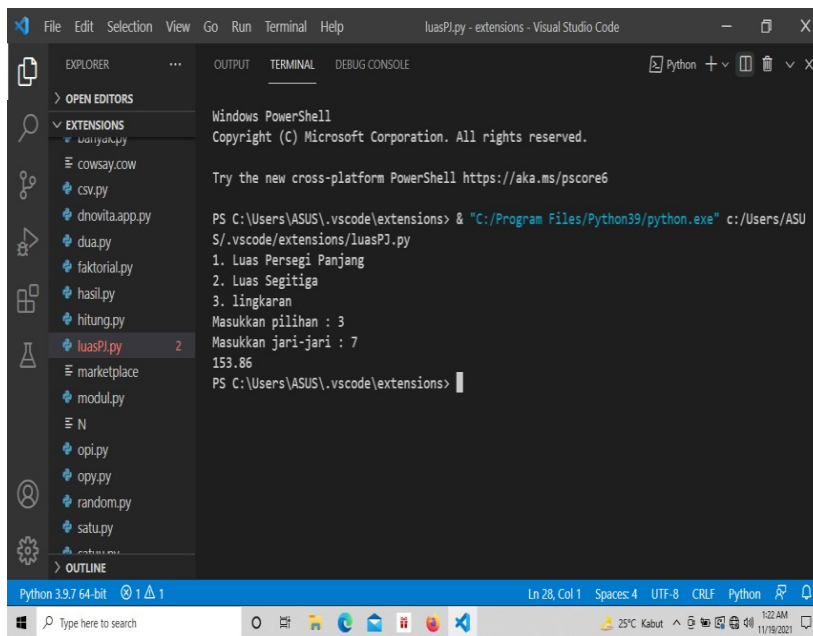 File Edit Selection View Go Run Terminal Help luasPJ.py - extensions - Visual Studio Code
EXPLORER
OUTPUT TERMINAL DEBUG CONSOLE
Python
OPEN EDITORS
EXTENSIONS
banyak.py
cowsay.cow
csv.py
dnovita.app.py
dua.py
faktorial.py
hasil.py
hitung.py
luasPJ.py 2
marketplace
modul.py
N
opi.py
opy.py
random.py
satu.py
satuu.py
OUTLINE
Windows PowerShell
Copyright (C) Microsoft Corporation. All rights reserved.
Try the new cross-platform PowerShell https://aka.ms/pscore6
PS C:\Users\ASUS\.vscode\extensions> & "C:/Program Files/Python39/python.exe" c:/Users/ASU
S/.vscode/extensions/luasPJ.py
1. Luas Persegi Panjang
2. Luas Segitiga
3. lingkaran
Masukkan pilihan : 3
Masukkan jari-jari : 7
153.86
PS C:\Users\ASUS\.vscode\extensions>
Python 3.9.7 64-bit 1 1 Ln 28, Col 1 Spaces: 4 UTF-8 CRLF Python
Type here to search
25°C Kabut
1:22 AM
11/19/2021